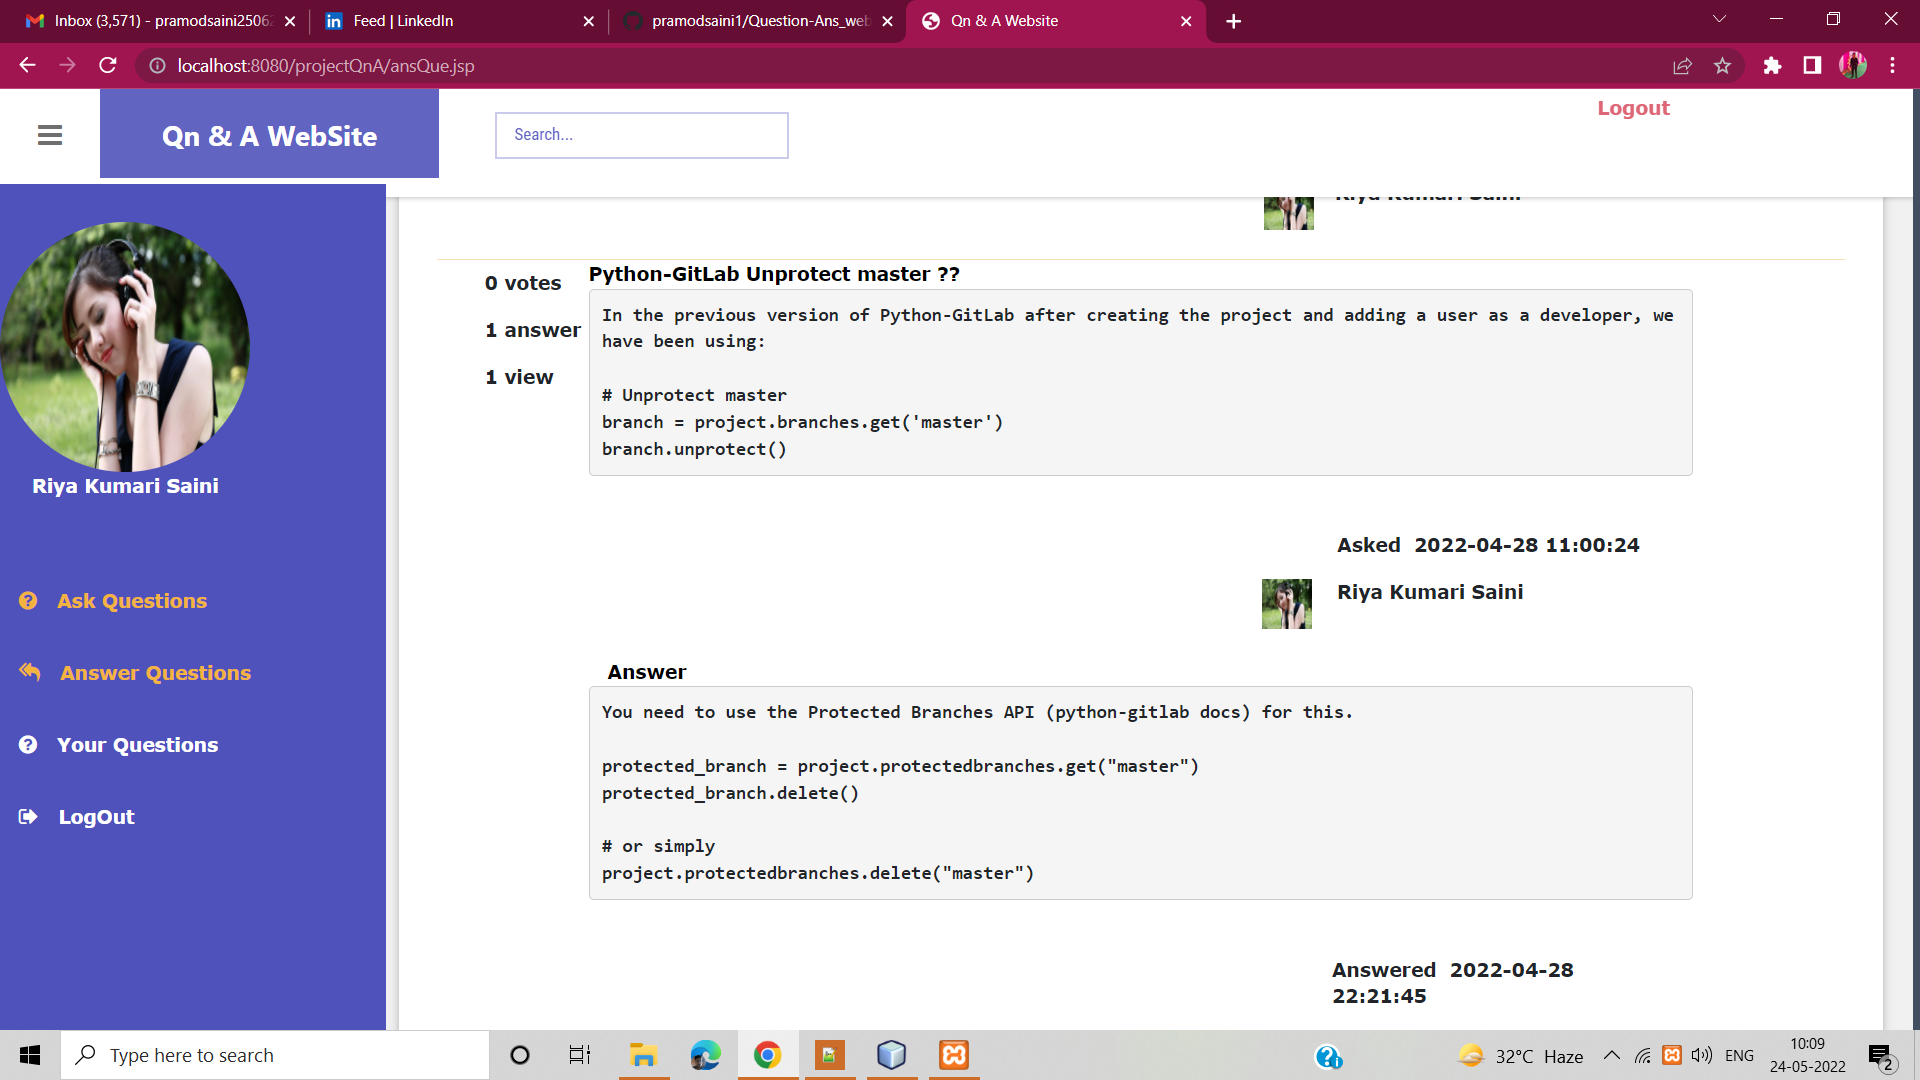 Inbox (3,571) - pramodsaini2506
Feed | LinkedIn
pramodsaini1/Question-Ans_web
Qn & A Website
localhost:8080/projectQnA/ansQue.jsp
Qn & A WebSite
Search...
Logout
Riya Kumari Saini
Riya Kumari Saini
Ask Questions
Answer Questions
Your Questions
LogOut
0 votes
1 answer
1 view
Python-GitLab Unprotect master ??
In the previous version of Python-GitLab after creating the project and adding a user as a developer, we
have been using:
# Unprotect master
branch = project.branches.get('master')
branch.unprotect()
Asked 2022-04-28 11:00:24
Riya Kumari Saini
Answer
You need to use the Protected Branches API (python-gitlab docs) for this.
protected_branch = project.protectedbranches.get("master")
protected_branch.delete()
# or simply
project.protectedbranches.delete("master")
Answered 2022-04-28
22:21:45
Type here to search
32°C Haze
ENG
10:09
24-05-2022
2